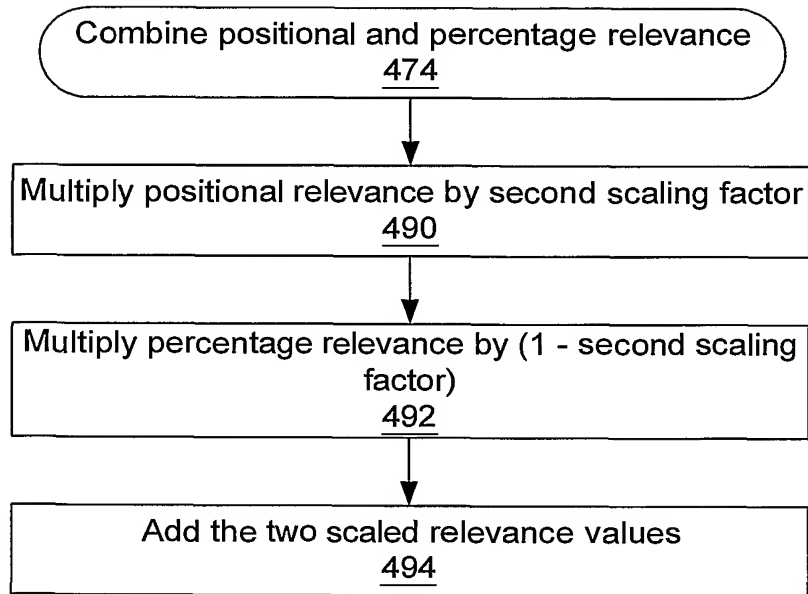 Combine positional and percentage relevance
474
Multiply positional relevance by second scaling factor
490
Multiply percentage relevance by (1 - second scaling
factor)
492
Add the two scaled relevance values
494